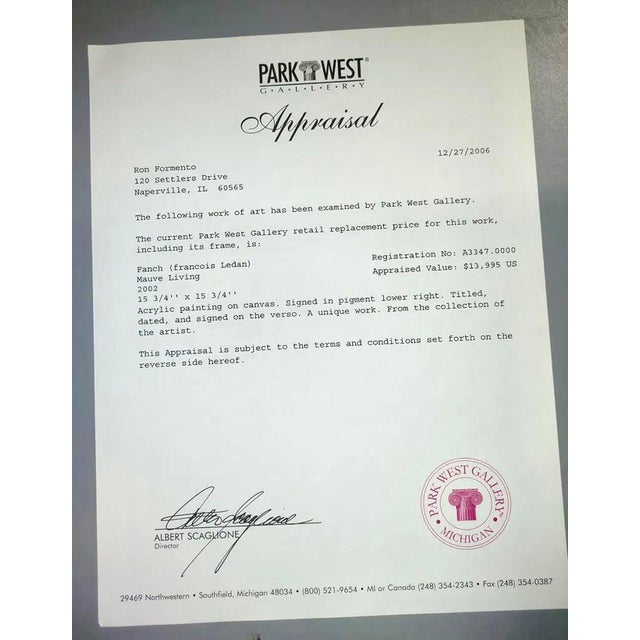 PARK WEST®
G•A•L•L•E•R•Y
Appraisal
12/27/2006
Ron Formento
120 Settlers Drive
Naperville, IL 60565
The following work of art has been examined by Park West Gallery.
The current Park West Gallery retail replacement price for this work,
including its frame, is:
Fanch (francois Ledan) Registration No: A3347.0000
Mauve Living Appraised Value: $13,995 US
2002
15 3/4'' x 15 3/4''
Acrylic painting on canvas. Signed in pigment lower right. Titled,
dated, and signed on the verso. A unique work. From the collection of
the artist.
This Appraisal is subject to the terms and conditions set forth on the
reverse side hereof.
ALBERT SCAGLIONE
Director
PARK WEST GALLERY®
• MICHIGAN •
29469 Northwestern • Southfield, Michigan 48034 • (800) 521-9654 • MI or Canada (248) 354-2343 • Fax (248) 354-0387